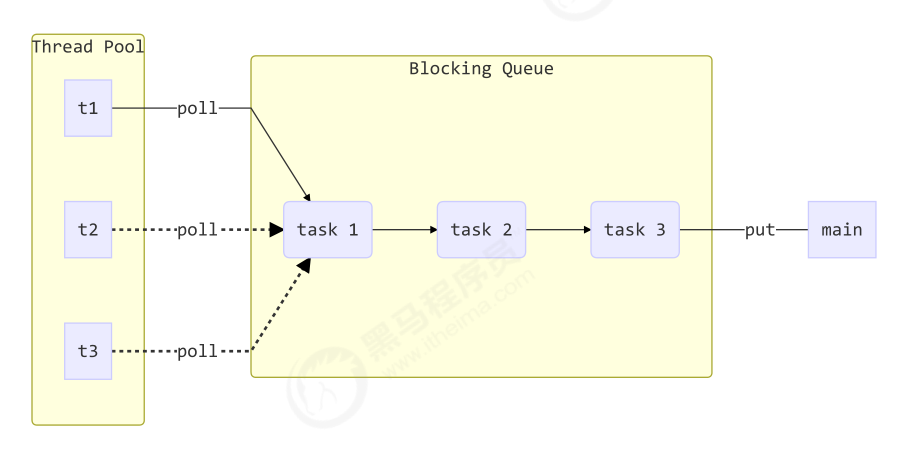 Thread Pool
Blocking Queue
t1
poll
t2
poll
task 1
task 2
task 3
put
main
t3
poll
黑马程序员
www.itheima.com